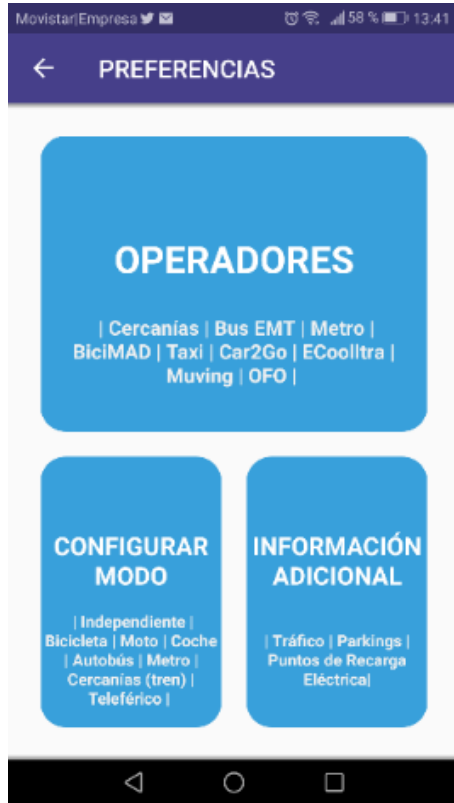 Movistar|Empresa 58 % 13:41
PREFERENCIAS
OPERADORES
| Cercanías | Bus EMT | Metro |
BiciMAD | Taxi | Car2Go | ECoolltra |
Muving | OFO |
CONFIGURAR
MODO
| Independiente |
Bicicleta | Moto | Coche
| Autobús | Metro |
Cercanías (tren) |
Teleférico |
INFORMACIÓN
ADICIONAL
| Tráfico | Parkings |
Puntos de Recarga
Eléctrica|